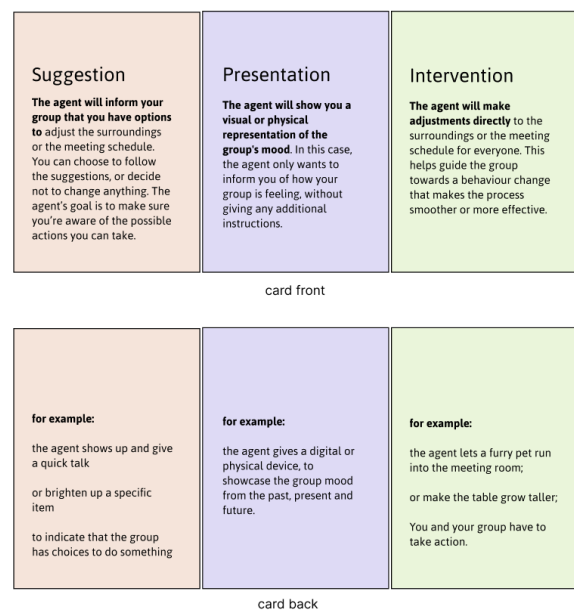 Suggestion
The agent will inform your
group that you have options
to adjust the surroundings
or the meeting schedule.
You can choose to follow
the suggestions, or decide
not to change anything. The
agent's goal is to make sure
you're aware of the possible
actions you can take.
Presentation
The agent will show you a
visual or physical
representation of the
group's mood. In this case,
the agent only wants to
inform you of how your
group is feeling, without
giving any additional
instructions.
Intervention
The agent will make
adjustments directly to the
surroundings or the meeting
schedule for everyone. This
helps guide the group
towards a behaviour change
that makes the process
smoother or more effective.
card front
for example:
the agent shows up and give
a quick talk
or brighten up a specific
item
to indicate that the group
has choices to do something
for example:
the agent gives a digital or
physical device, to
showcase the group mood
from the past, present and
future.
for example:
the agent lets a furry pet run
into the meeting room;
or make the table grow taller;
You and your group have to
take action.
card back